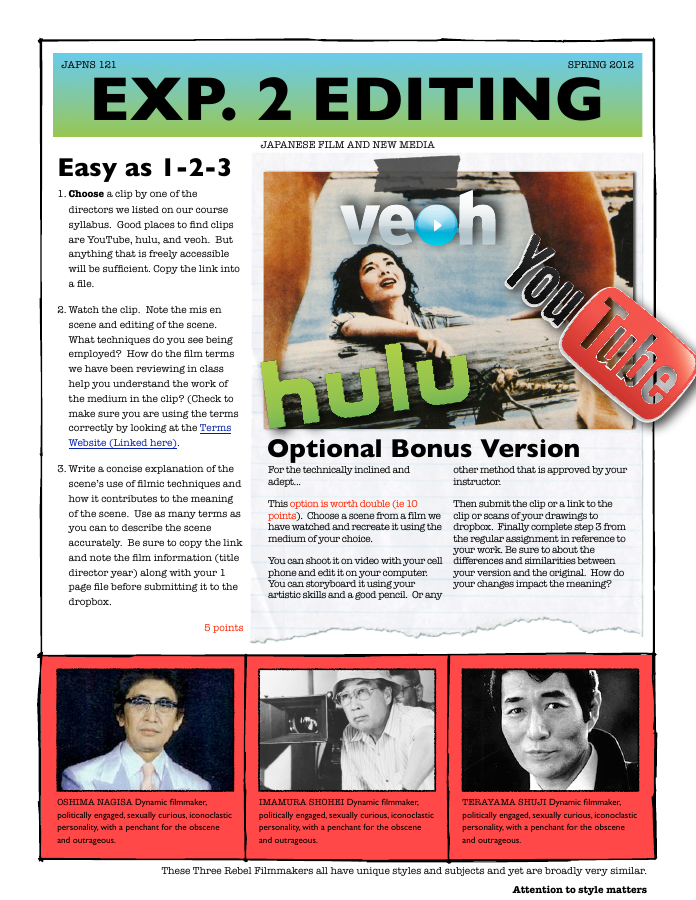 JAPNS 121
SPRING 2012
EXP. 2 EDITING
JAPANESE FILM AND NEW MEDIA
Easy as 1-2-3
1. Choose a clip by one of the
directors we listed on our course
syllabus. Good places to find clips
are YouTube, hulu, and veoh. But
anything that is freely accessible
will be sufficient. Copy the link into
a file.
2. Watch the clip. Note the mis en
scene and editing of the scene.
What techniques do you see being
employed? How do the film terms
we have been reviewing in class
help you understand the work of
the medium in the clip? (Check to
make sure you are using the terms
correctly by looking at the Terms
Website (Linked here).
3. Write a concise explanation of the
scene's use of filmic techniques and
how it contributes to the meaning
of the scene. Use as many terms as
you can to describe the scene
accurately. Be sure to copy the link
and note the film information (title
director year) along with your 1
page file before submitting it to the
dropbox.
5 points
veoh
YouTube
hulu
Optional Bonus Version
For the technically inclined and
adept...
This option is worth double (ie 10
points). Choose a scene from a film we
have watched and recreate it using the
medium of your choice.
You can shoot it on video with your cell
phone and edit it on your computer.
You can storyboard it using your
artistic skills and a good pencil. Or any
other method that is approved by your
instructor.
Then submit the clip or a link to the
clip or scans of your drawings to
dropbox. Finally complete step 3 from
the regular assignment in reference to
your work. Be sure to about the
differences and similarities between
your version and the original. How do
your changes impact the meaning?
OSHIMA NAGISA Dynamic filmmaker,
politically engaged, sexually curious, iconoclastic
personality, with a penchant for the obscene
and outrageous.
IMAMURA SHOHEI Dynamic filmmaker,
politically engaged, sexually curious, iconoclastic
personality, with a penchant for the obscene
and outrageous.
TERAYAMA SHUJI Dynamic filmmaker,
politically engaged, sexually curious, iconoclastic
personality, with a penchant for the obscene
and outrageous.
These Three Rebel Filmmakers all have unique styles and subjects and yet are broadly very similar.
Attention to style matters